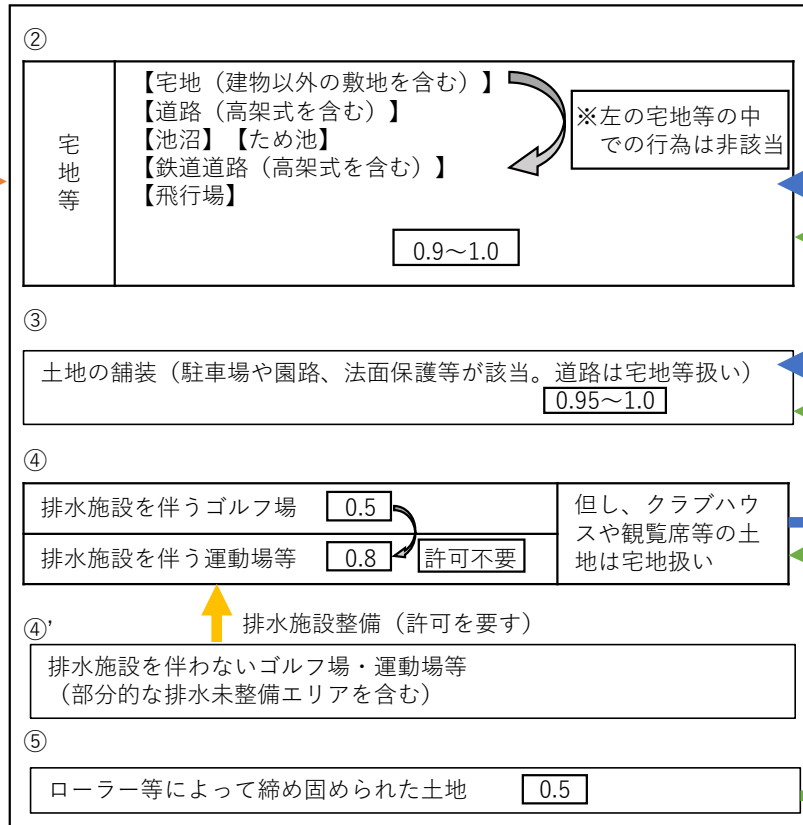 ②
宅地等
【宅地（建物以外の敷地を含む）】
【道路（高架式を含む）】
【池沼】【ため池】
【鉄道道路（高架式を含む）】
【飛行場】
※左の宅地等の中
での行為は非該当
0.9～1.0
③
土地の舗装（駐車場や園路、法面保護等が該当。道路は宅地等扱い）
0.95～1.0
④
排水施設を伴うゴルフ場 0.5
排水施設を伴う運動場等 0.8 許可不要
但し、クラブハウ
スや観覧席等の土
地は宅地扱い
④’ 排水施設整備（許可を要す）
排水施設を伴わないゴルフ場・運動場等
（部分的な排水未整備エリアを含む）
⑤
ローラー等によって締め固められた土地 0.5